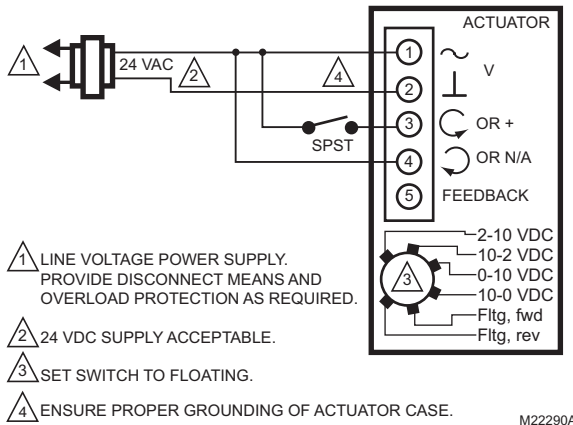 ACTUATOR
1
24 VAC
2
4
1
V
2
3
OR +
SPST
4
OR N/A
5
FEEDBACK
2-10 VDC
10-2 VDC
0-10 VDC
10-0 VDC
Fltg, fwd
Fltg, rev
3
1 LINE VOLTAGE POWER SUPPLY.
PROVIDE DISCONNECT MEANS AND
OVERLOAD PROTECTION AS REQUIRED.
2 24 VDC SUPPLY ACCEPTABLE.
3 SET SWITCH TO FLOATING.
4 ENSURE PROPER GROUNDING OF ACTUATOR CASE.
M22290A